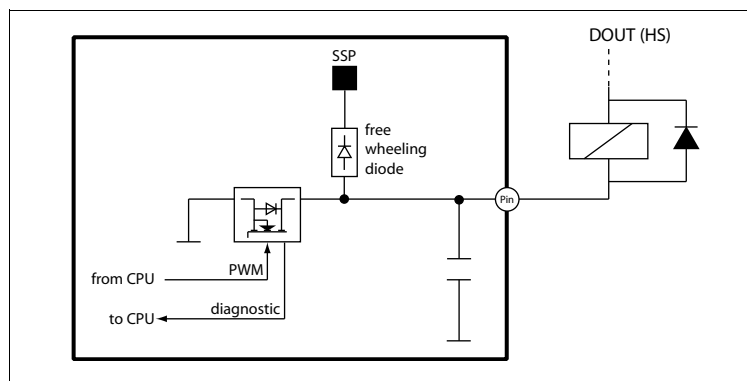 DOUT (HS)
SSP
free
wheeling
diode
Pin
PWM
from CPU
diagnostic
to CPU